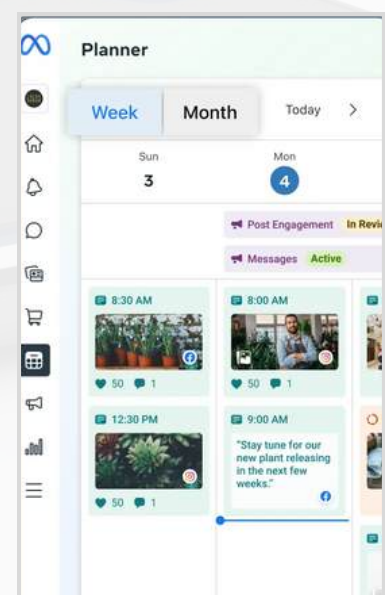 Planner
Week Month Today
Sun Mon
3 4
Post Engagement In Revi
Messages Active
8:30 AM 8:00 AM
50 1 50 1
12:30 PM 9:00 AM
"Stay tune for our
new plant releasing
in the next few
weeks."
50 1